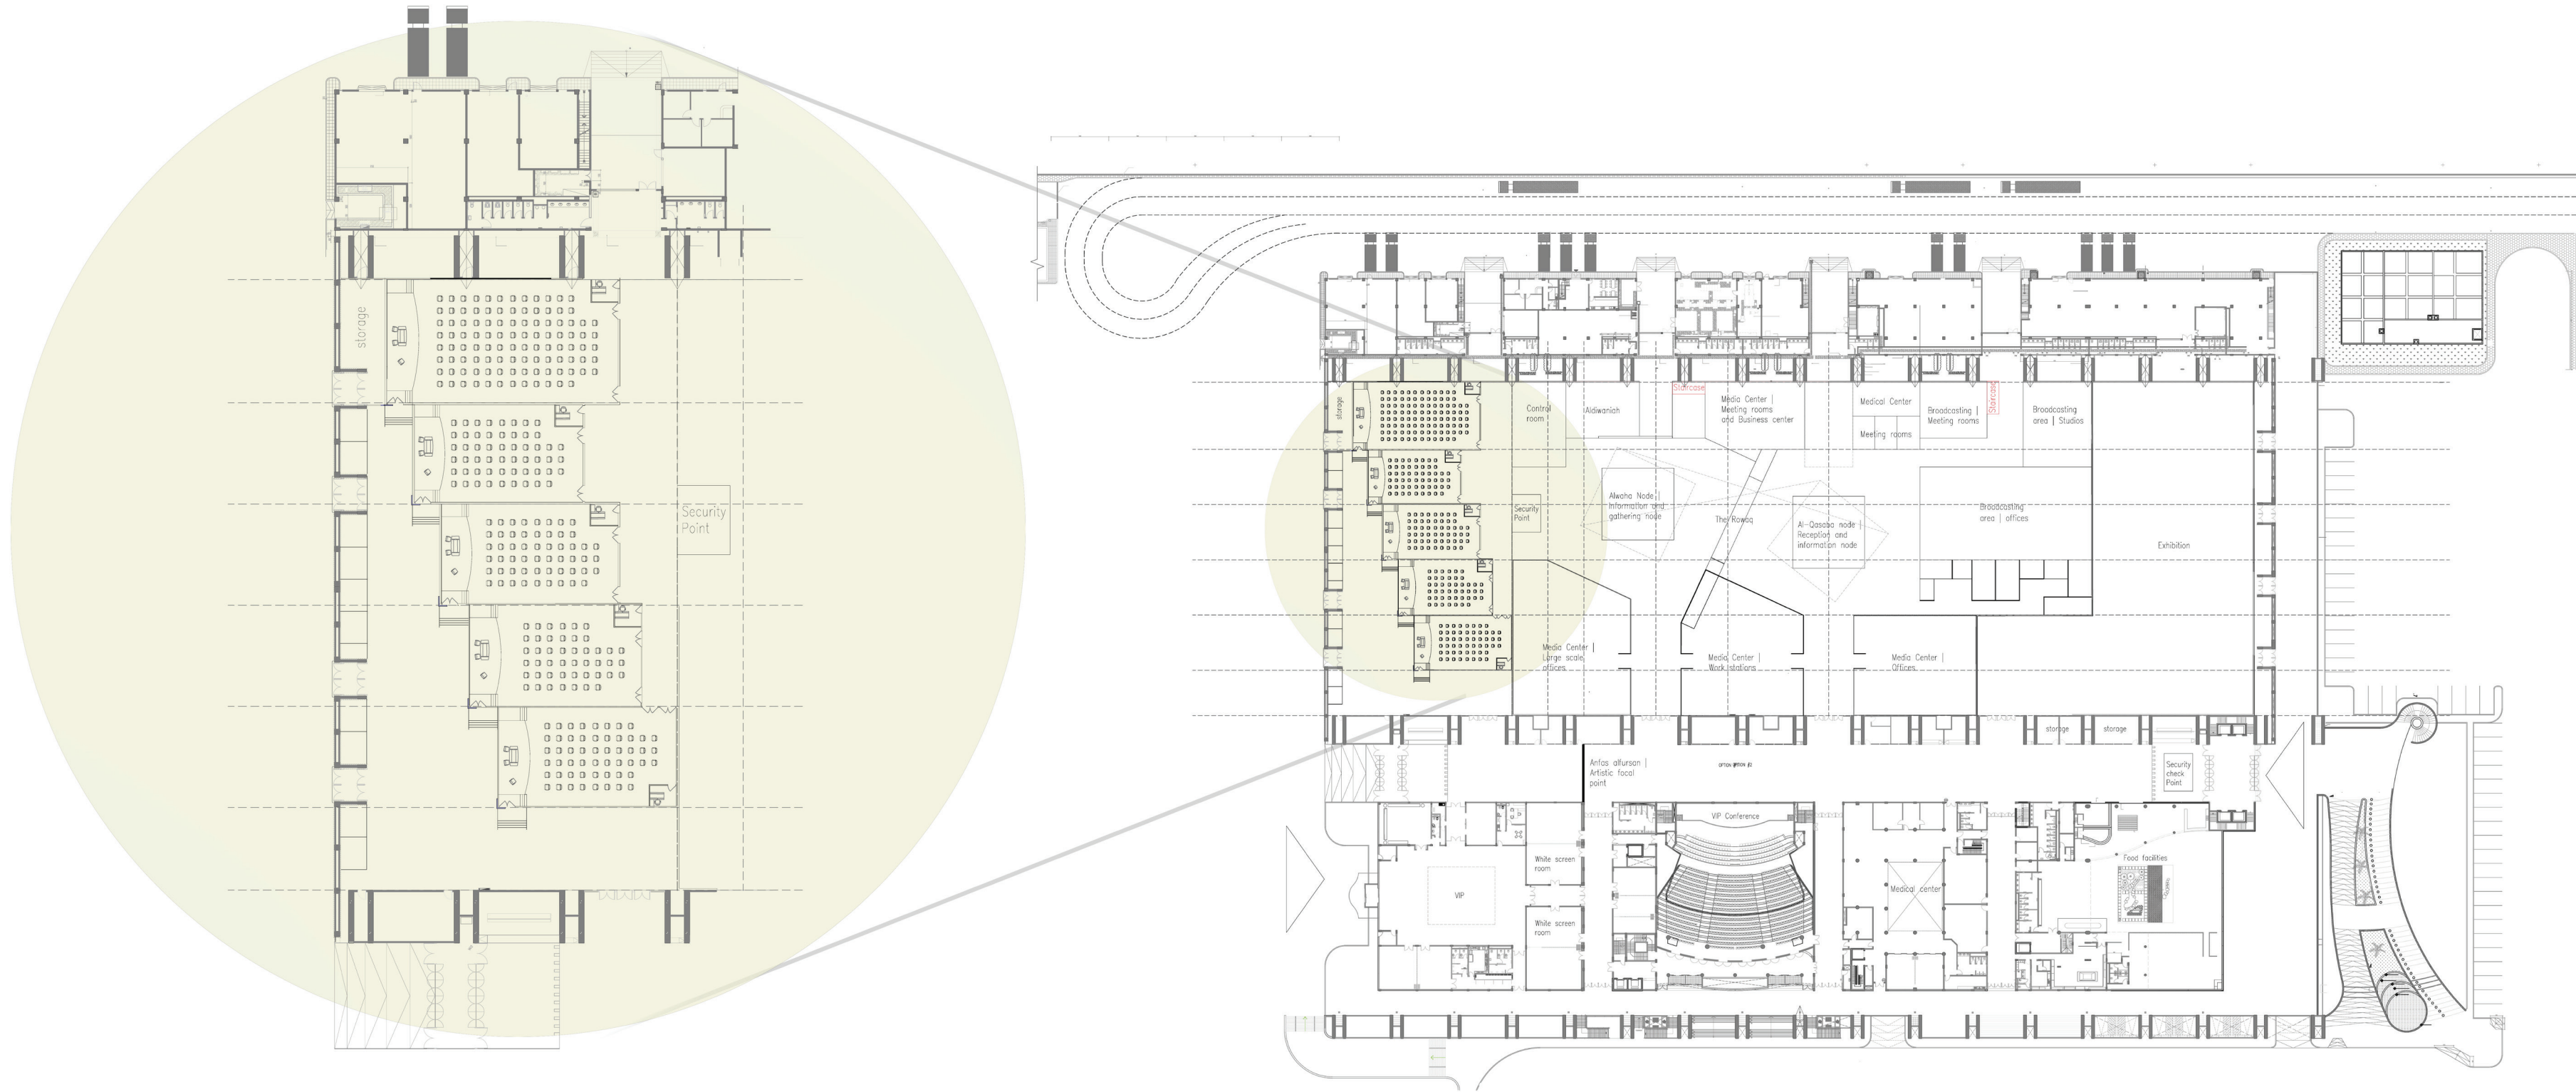 storage
Security
Point
storage
Control
room
Aldiwaniah
Staircase
Media Center |
Meeting rooms
and Business center
Medical Center
Meeting rooms
Broadcasting |
Meeting rooms
Staircase
Broadcasting
area | Studios
Security
Point
Alwaha Node |
Information and
gathering node
The Rowaq
Al-Qasaba node |
Reception and
information node
Broadcasting
area | offices
Exhibition
Media Center |
Large scale
offices
Media Center |
Work stations
Media Center |
Offices
storage
storage
Anfas alfursan |
Artistic focal
point
Security
check
Point
VIP Conference
White screen
room
VIP
White screen
room
Medical center
Food facilities